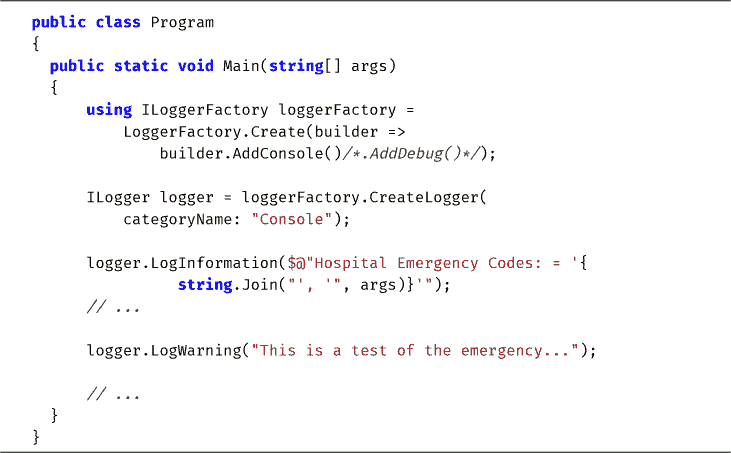 public class Program
{
  public static void Main(string[] args)
  {
      using ILoggerFactory loggerFactory =
          LoggerFactory.Create(builder =>
              builder.AddConsole()/*.AddDebug()*/);

      ILogger logger = loggerFactory.CreateLogger(
          categoryName: "Console");

      logger.LogInformation($@"Hospital Emergency Codes: = '{
                string.Join("', '", args)}'");
      // ...

      logger.LogWarning("This is a test of the emergency...");

      // ...
  }
}